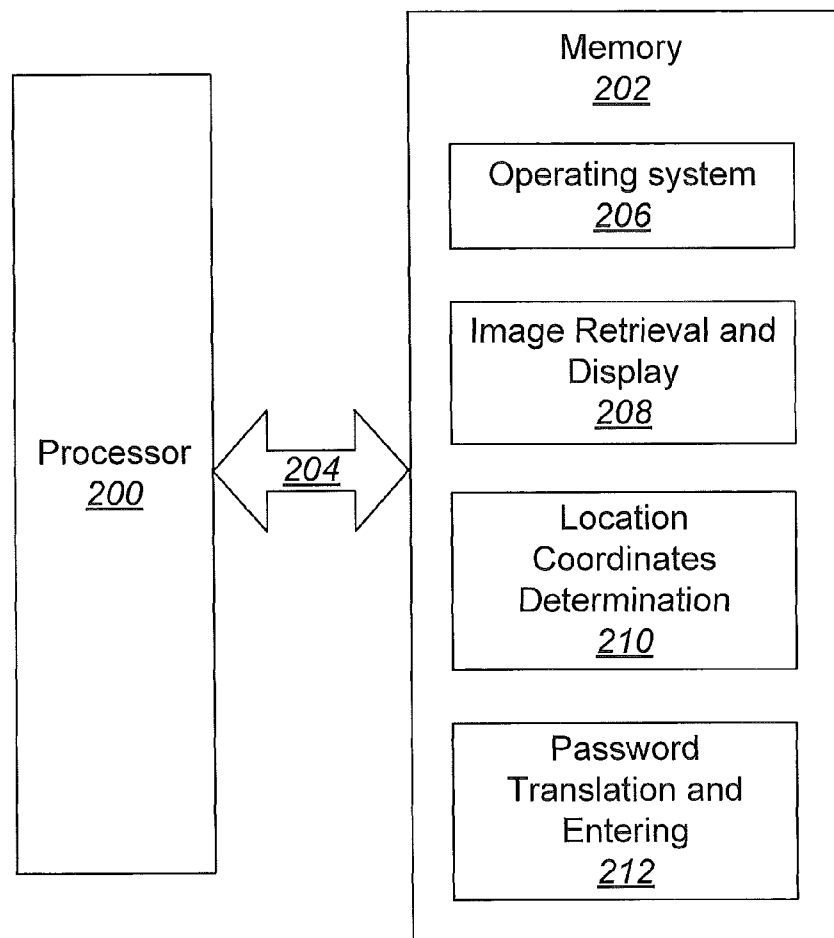 Memory
202
Operating system
206
Image Retrieval and
Display
208
Processor
200
204
Location
Coordinates
Determination
210
Password
Translation and
Entering
212